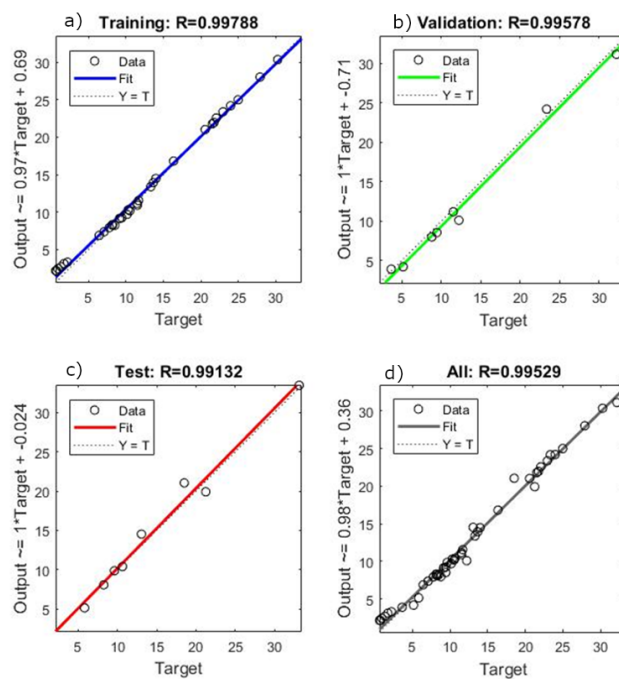 a) Training: R=0.99788
Data
Fit
Y = T
Output ~= 0.97*Target + 0.69
30
25
20
15
10
5
5 10 15 20 25 30
Target
b) Validation: R=0.99578
Data
Fit
Y = T
Output ~= 1*Target + -0.71
30
25
20
15
10
5
5 10 15 20 25 30
Target
c) Test: R=0.99132
Data
Fit
Y = T
Output ~= 1*Target + -0.024
30
25
20
15
10
5
5 10 15 20 25 30
Target
d) All: R=0.99529
Data
Fit
Y = T
Output ~= 0.98*Target + 0.36
30
25
20
15
10
5
5 10 15 20 25 30
Target